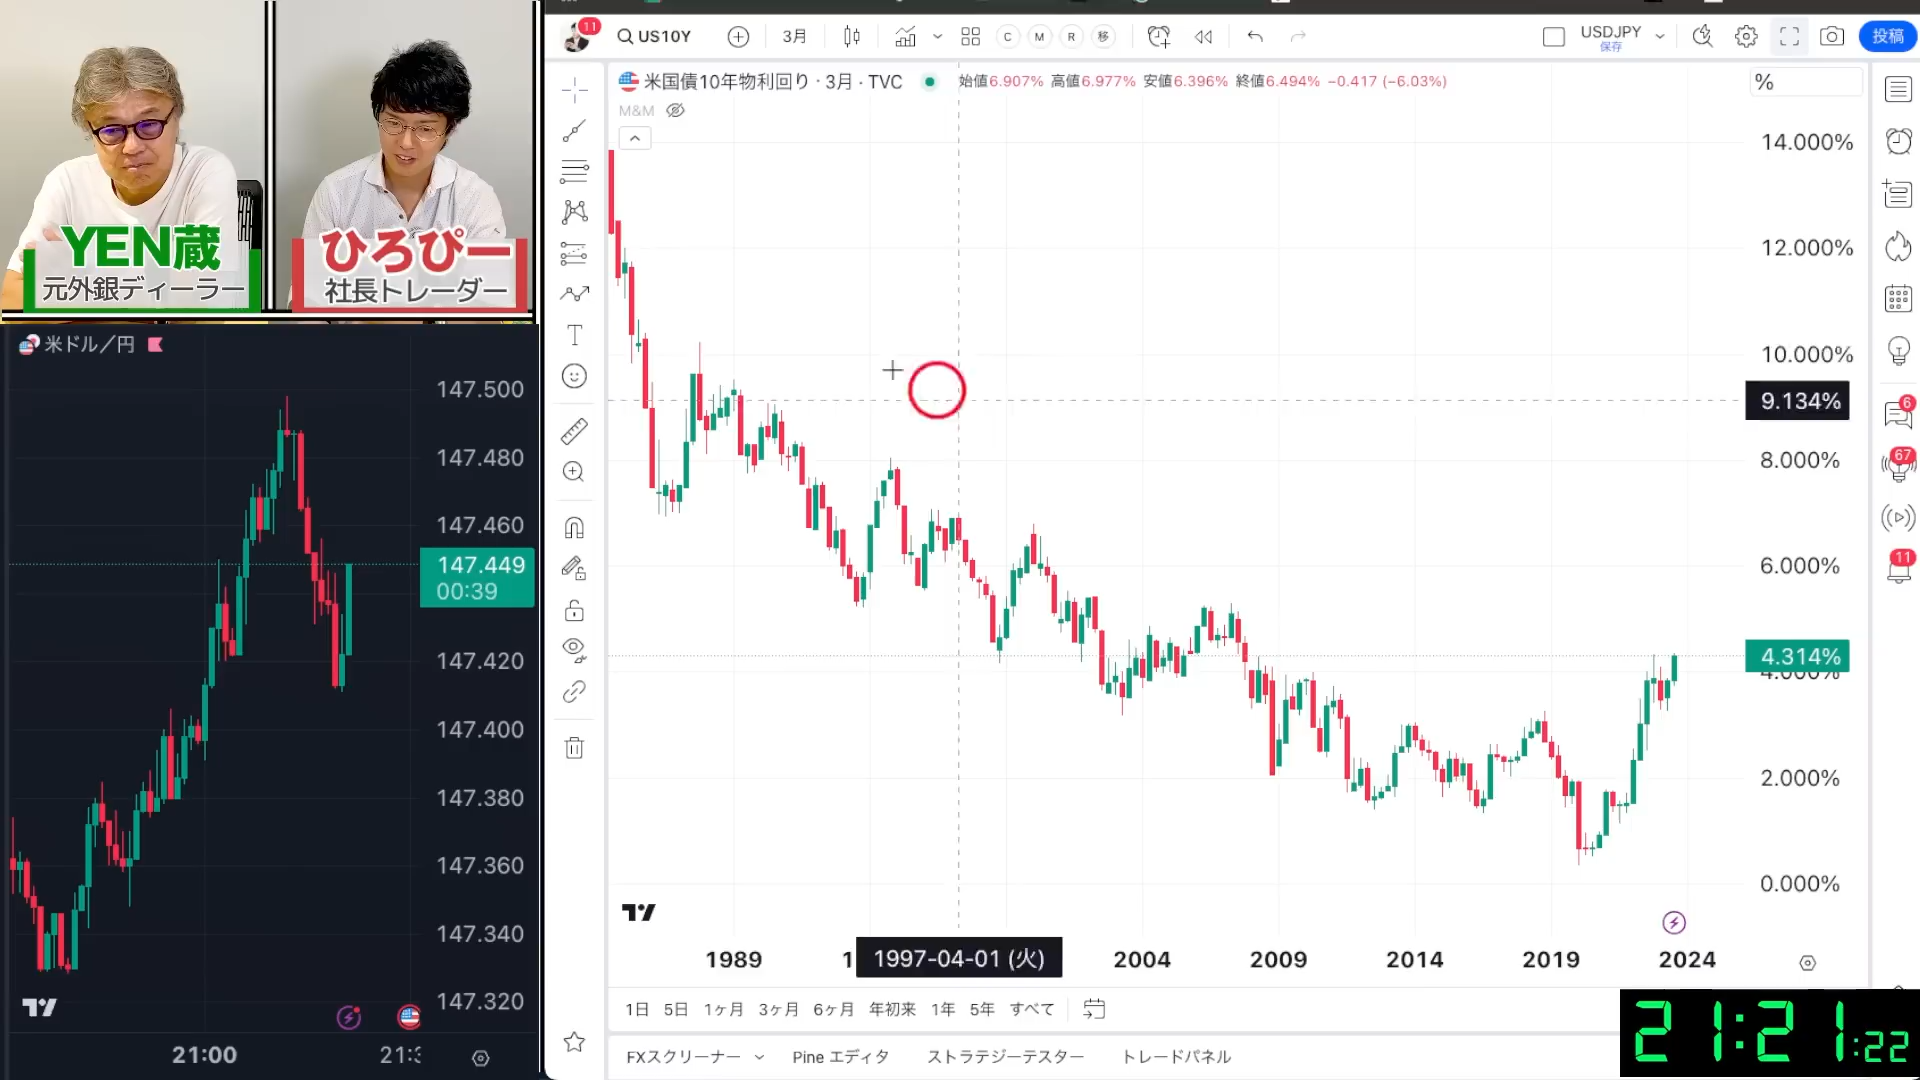 YEN蔵
元外銀ディーラー
ひろぴー
社長トレーダー
米ドル／円
147.500
147.480
147.460
147.449
00:39
147.420
147.400
147.380
147.360
147.340
147.320
21:00
11
US10Y
3月
C
M
R
移
USDJPY
保存
投稿
米国債10年物利回り · 3月 · TVC
始値6.907% 高値6.977% 安値6.396% 終値6.494% −0.417 (−6.03%)
%
M&M
14.000%
12.000%
10.000%
9.134%
8.000%
6.000%
4.314%
4.000%
2.000%
0.000%
1989
1997-04-01 (火)
2004
2009
2014
2019
2024
1日 5日 1ヶ月 3ヶ月 6ヶ月 年初来 1年 5年 すべて
FXスクリーナー Pine エディタ ストラテジーテスター トレードパネル
6
67
11
21:21:22